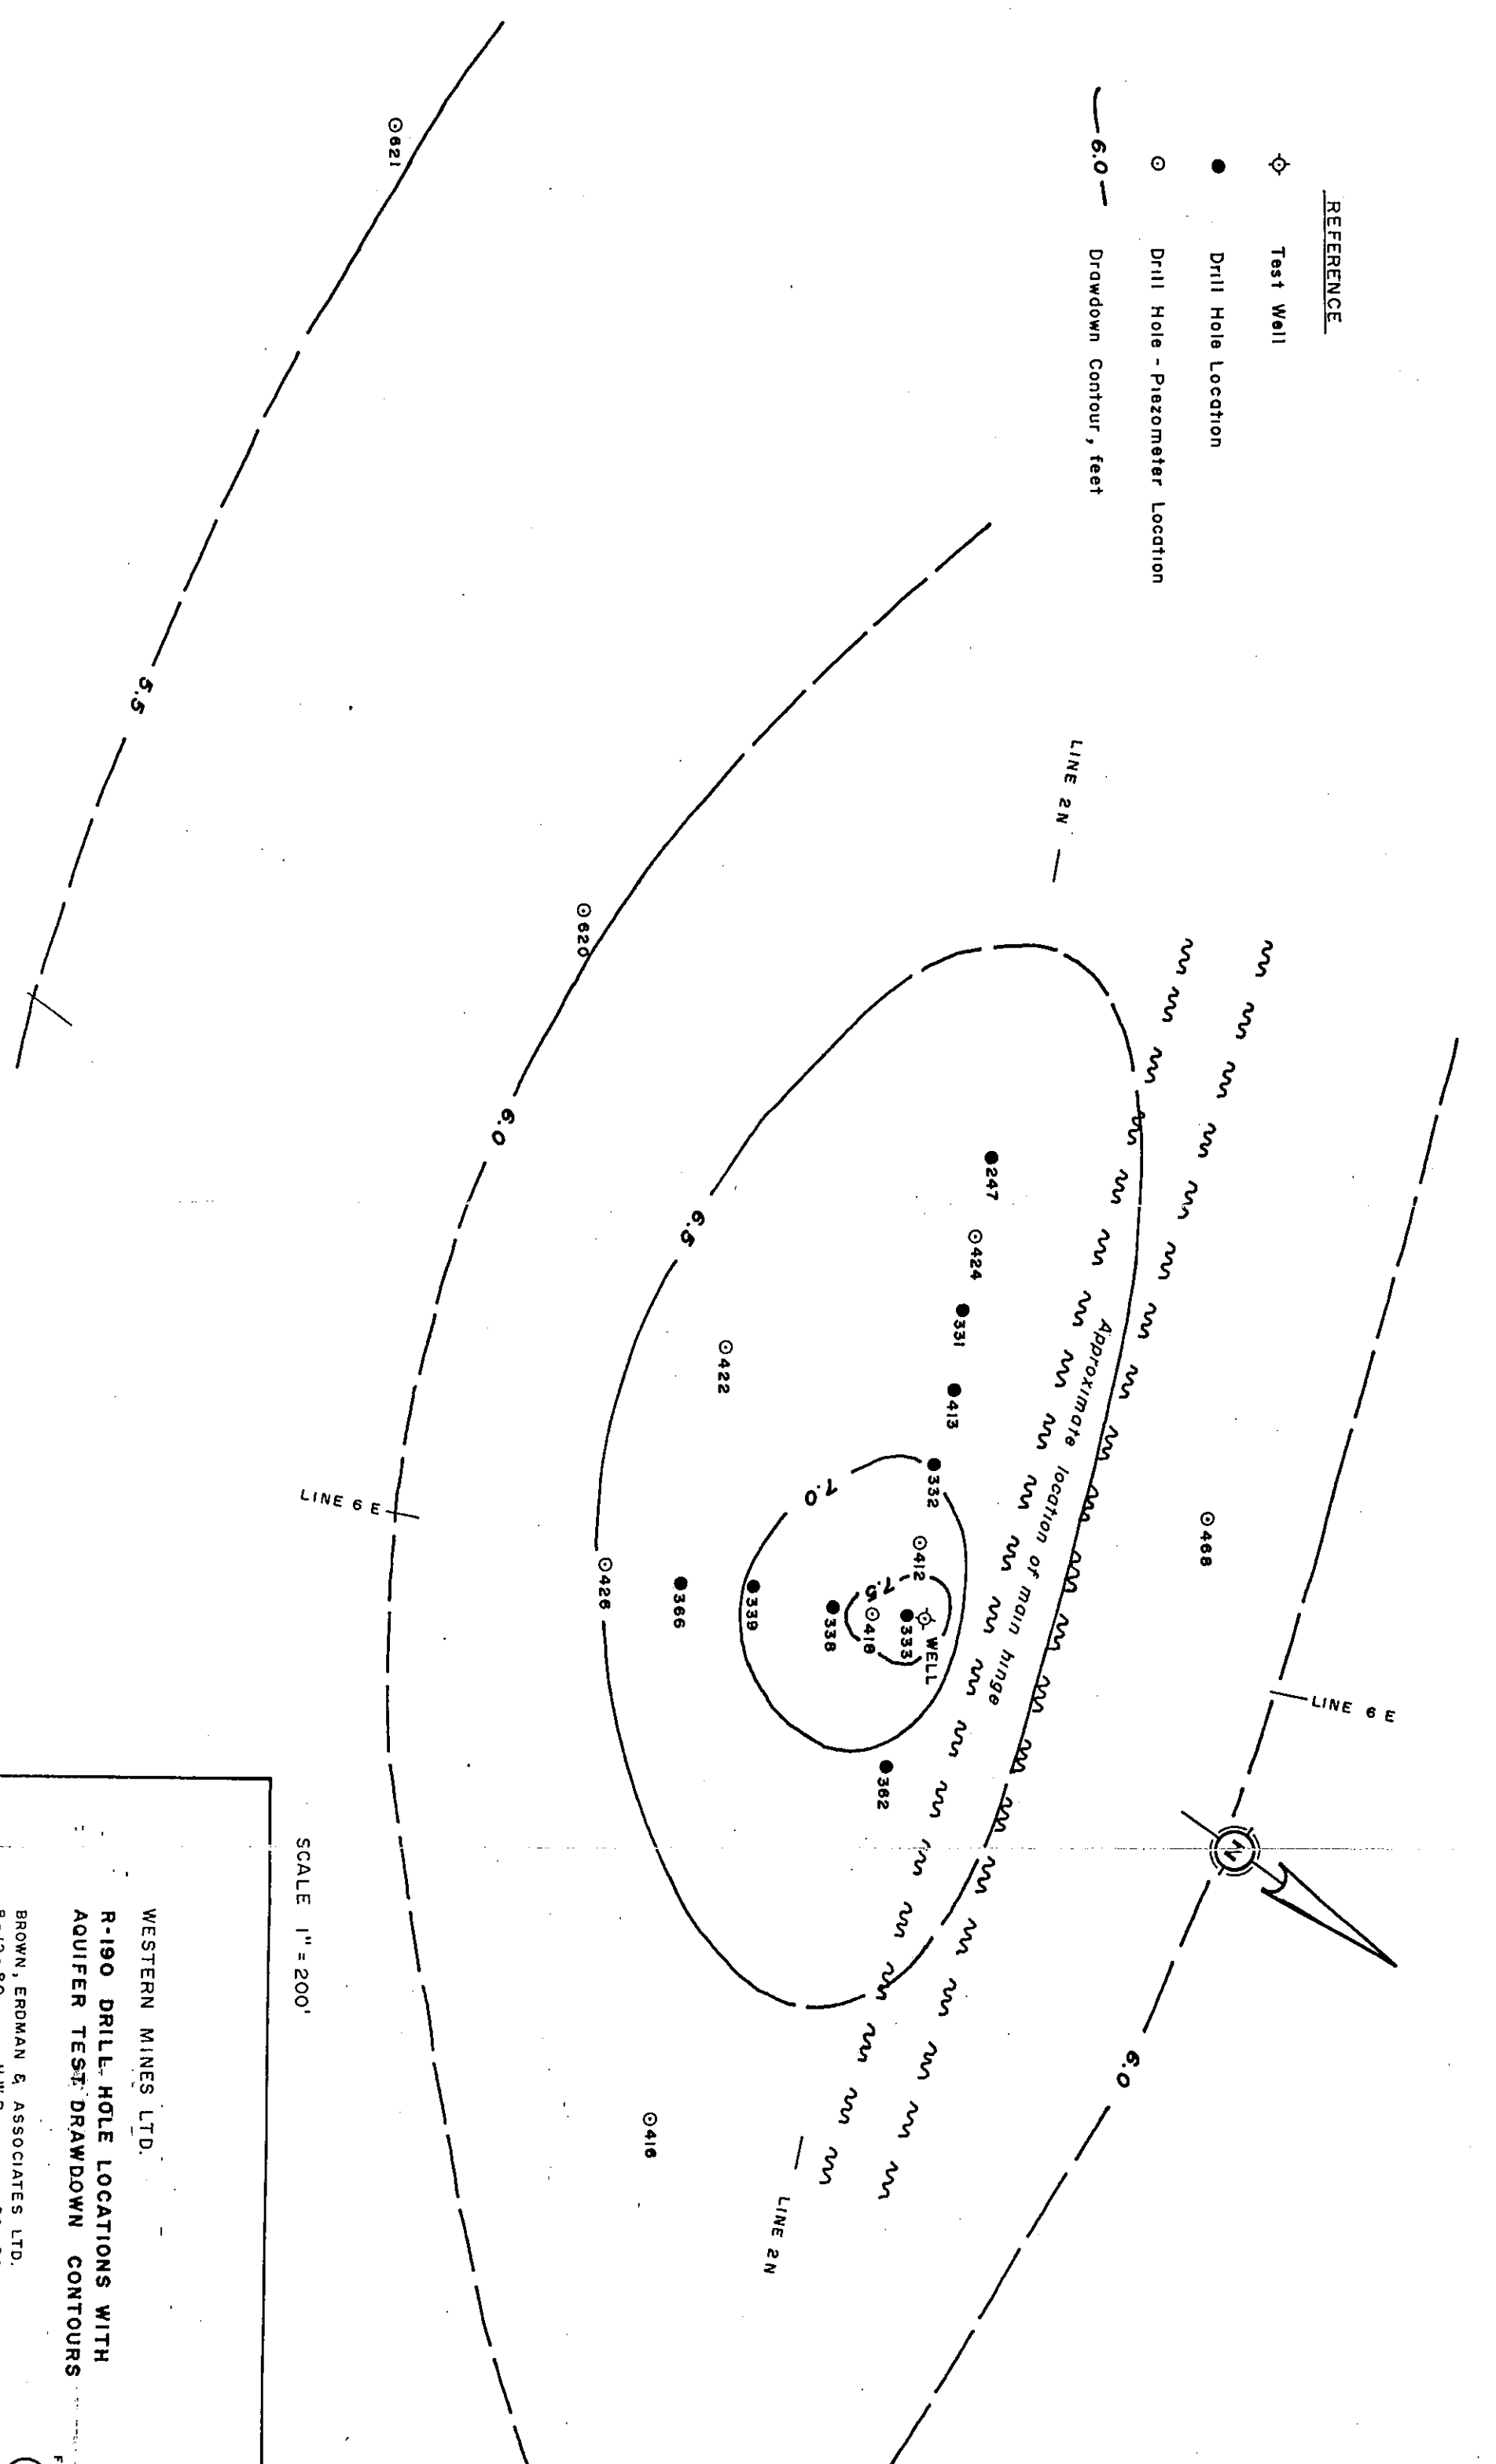 REFERENCE
Test Well
Drill Hole Location
Drill Hole - Piezometer Location
6.0
Drawdown Contour, feet
621
5.5
LINE 2N
620
6.0
6.5
247
424
331
413
422
332
7.0
412
7.5
418
333
WELL
338
339
366
426
362
468
Approximate location of main hinge
LINE 6 E
LINE 6 E
N
6.0
416
LINE 2N
SCALE 1" = 200'
WESTERN MINES LTD.
R-190 DRILL HOLE LOCATIONS WITH
AQUIFER TEST DRAWDOWN CONTOURS
BROWN, ERDMAN & ASSOCIATES LTD.